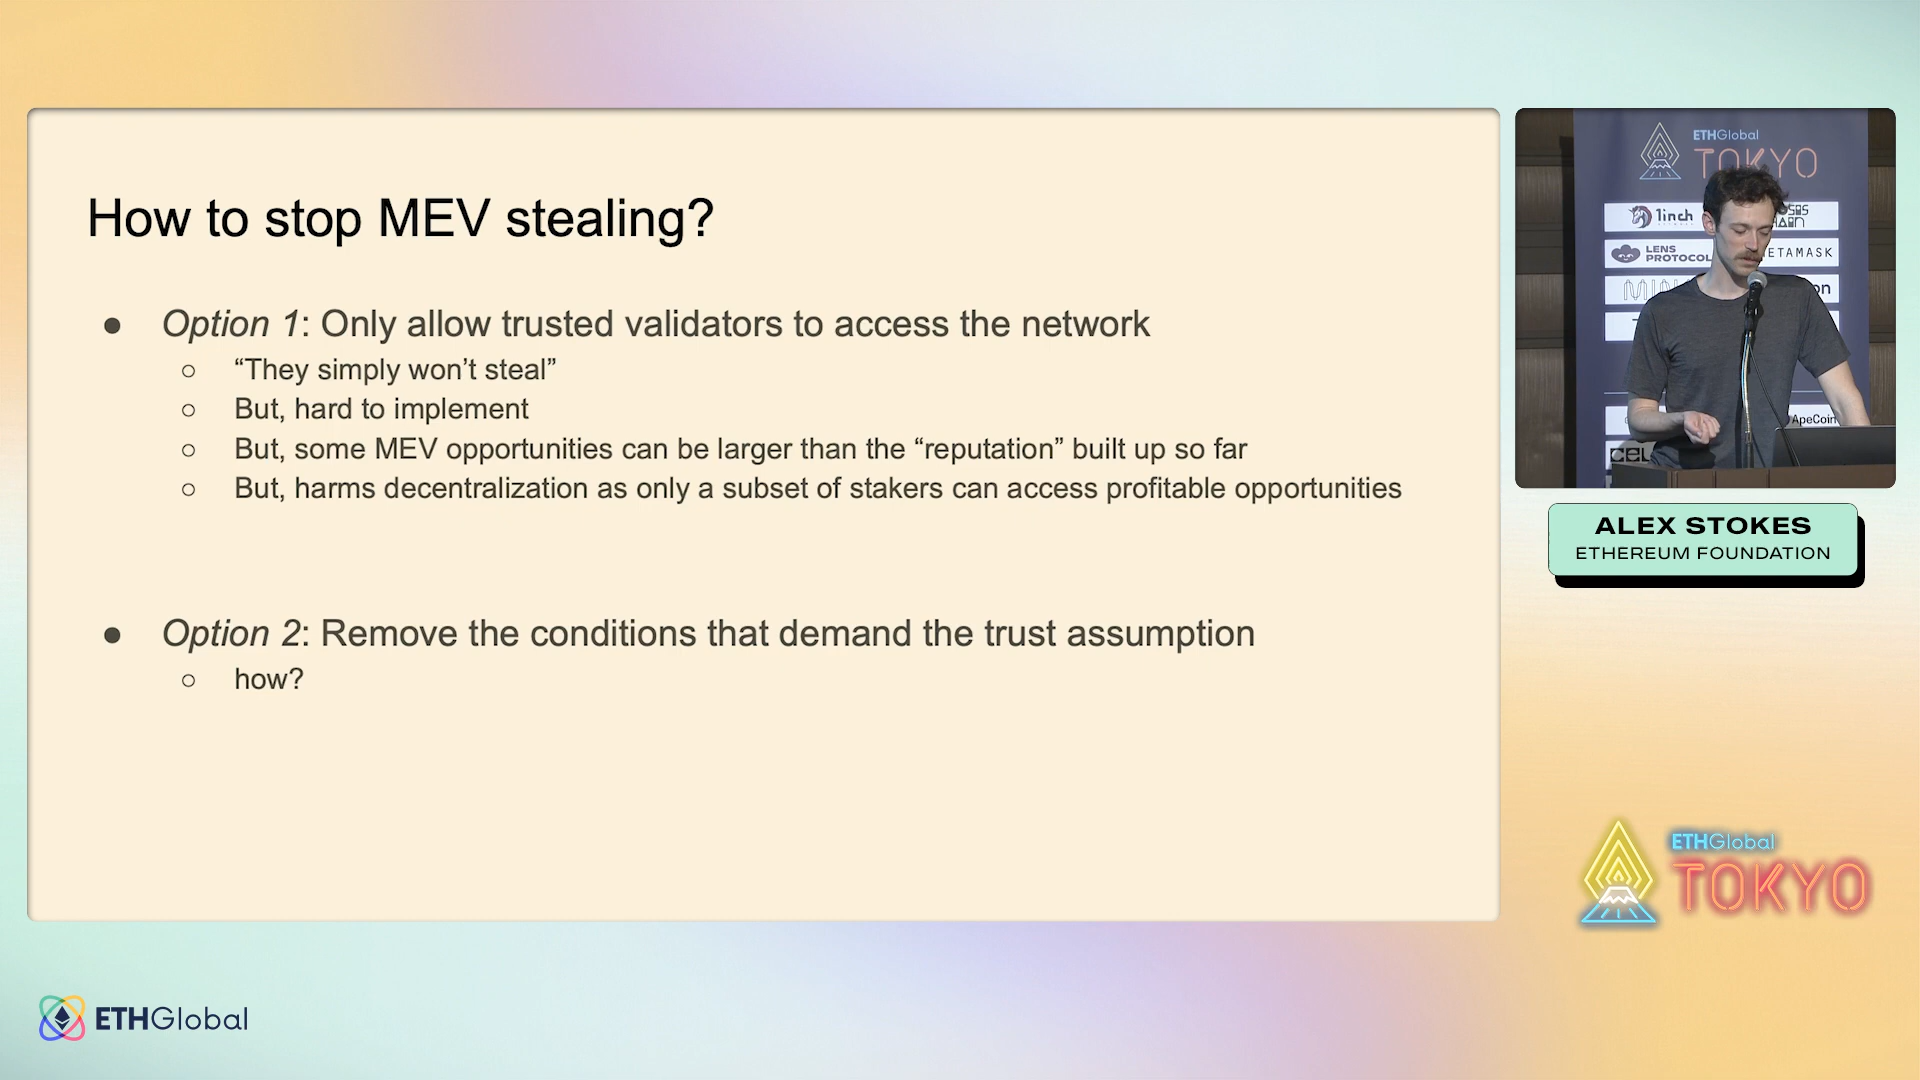 How to stop MEV stealing?
● Option 1: Only allow trusted validators to access the network
○ “They simply won’t steal”
○ But, hard to implement
○ But, some MEV opportunities can be larger than the “reputation” built up so far
○ But, harms decentralization as only a subset of stakers can access profitable opportunities
● Option 2: Remove the conditions that demand the trust assumption
○ how?
ETHGlobal
TOKYO
1inch
LENS
PROTOCOL
ApeCoin
ALEX STOKES
ETHEREUM FOUNDATION
ETHGlobal
TOKYO
ETHGlobal